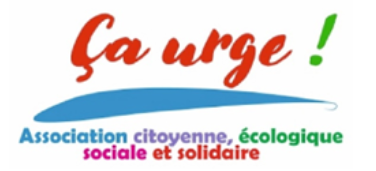 Ça urge !
Association citoyenne, écologique
sociale et solidaire